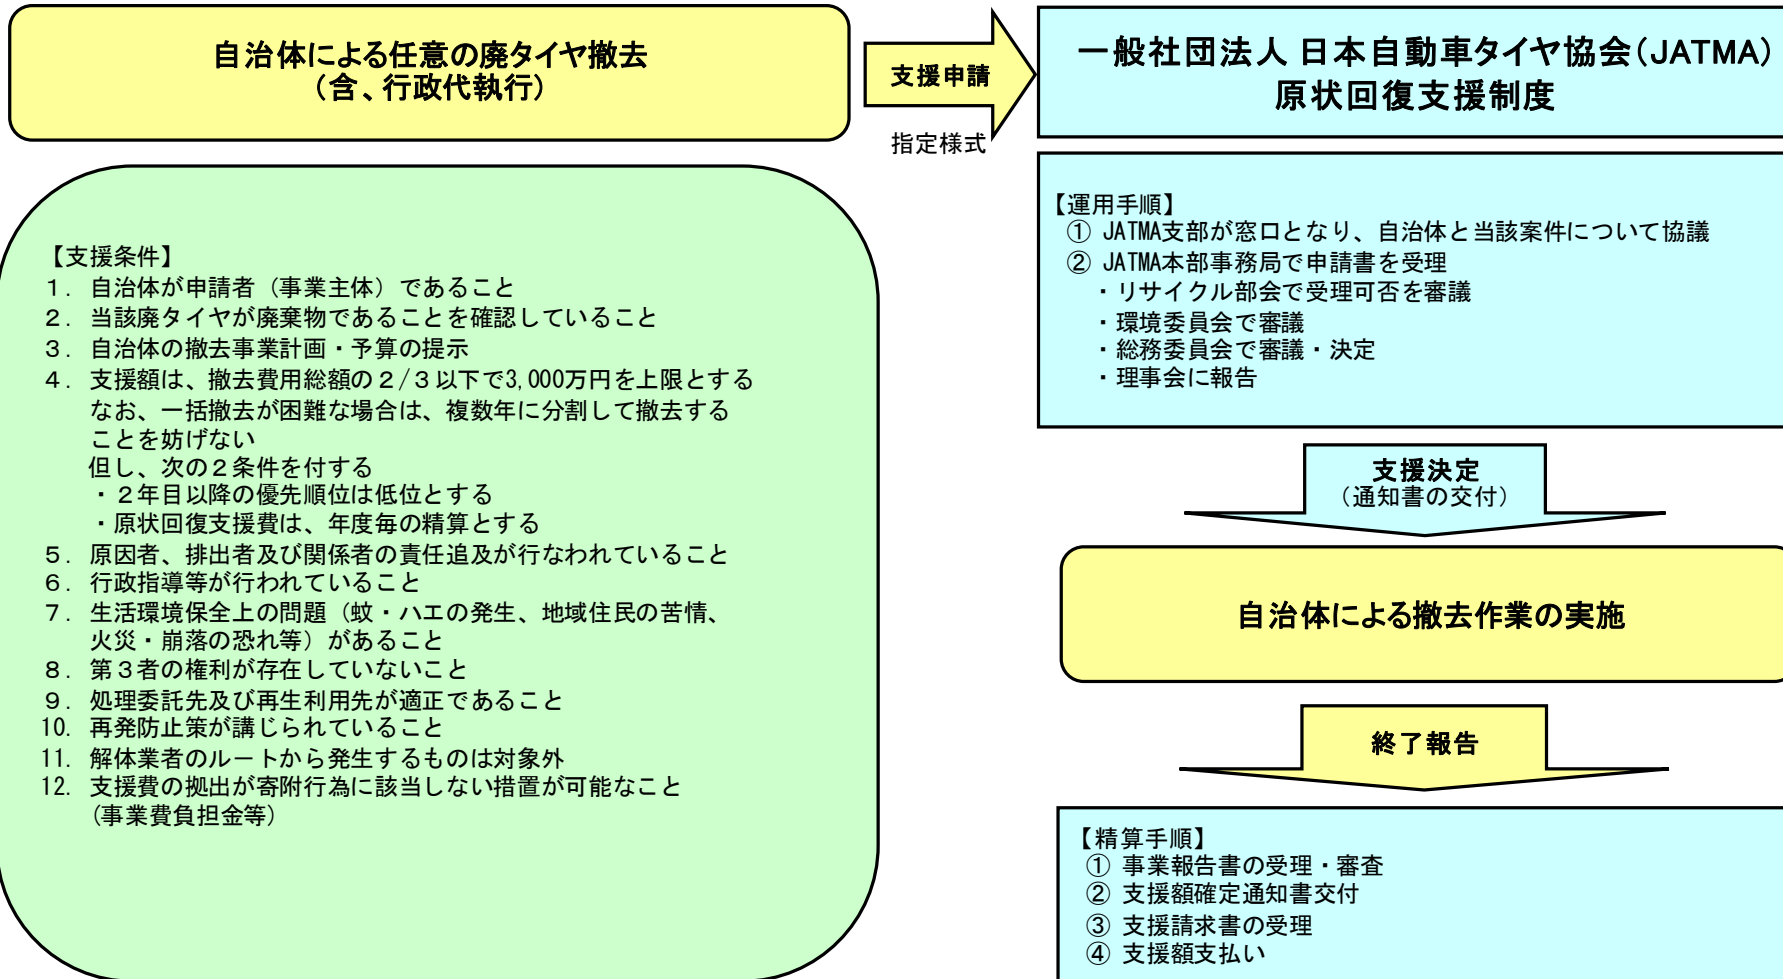 自治体による任意の廃タイヤ撤去
(含、行政代執行)
支援申請
指定様式
一般社団法人 日本自動車タイヤ協会(JATMA)
原状回復支援制度
【支援条件】
1. 自治体が申請者（事業主体）であること
2. 当該廃タイヤが廃棄物であることを確認していること
3. 自治体の撤去事業計画・予算の提示
4. 支援額は、撤去費用総額の２/３以下で3,000万円を上限とする
なお、一括撤去が困難な場合は、複数年に分割して撤去する
ことを妨げない
但し、次の２条件を付する
・２年目以降の優先順位は低位とする
・原状回復支援費は、年度毎の精算とする
5. 原因者、排出者及び関係者の責任追及が行なわれていること
6. 行政指導等が行われていること
7. 生活環境保全上の問題（蚊・ハエの発生、地域住民の苦情、
火災・崩落の恐れ等）があること
8. 第３者の権利が存在していないこと
9. 処理委託先及び再生利用先が適正であること
10. 再発防止策が講じられていること
11. 解体業者のルートから発生するものは対象外
12. 支援費の拠出が寄附行為に該当しない措置が可能なこと
(事業費負担金等)
【運用手順】
① JATMA支部が窓口となり、自治体と当該案件について協議
② JATMA本部事務局で申請書を受理
・リサイクル部会で受理可否を審議
・環境委員会で審議
・総務委員会で審議・決定
・理事会に報告
支援決定
（通知書の交付）
自治体による撤去作業の実施
終了報告
【精算手順】
① 事業報告書の受理・審査
② 支援額確定通知書交付
③ 支援請求書の受理
④ 支援額支払い